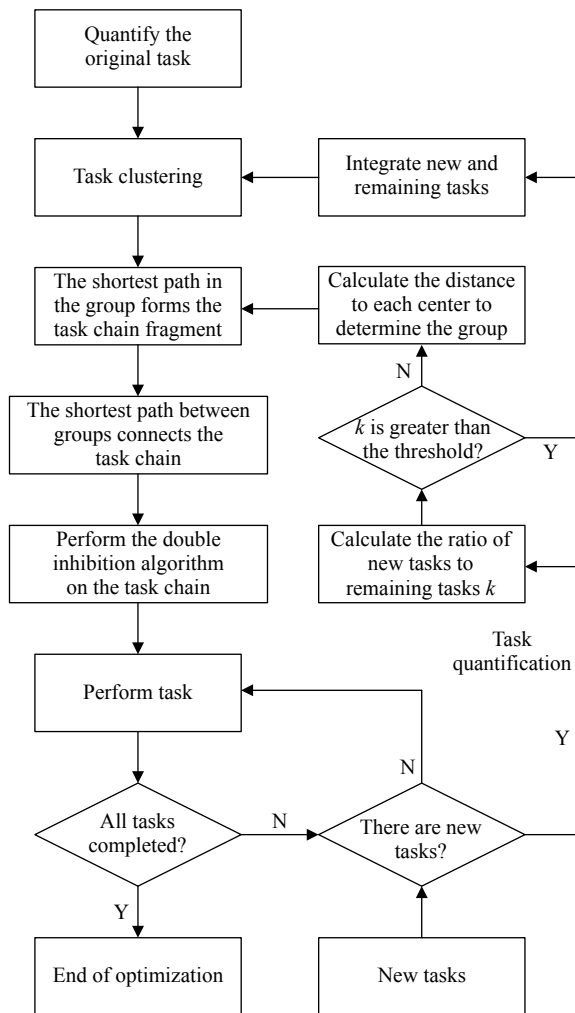 Quantify the
original task
Task clustering
Integrate new and
remaining tasks
The shortest path in
the group forms the
task chain fragment
Calculate the distance
to each center to
determine the group
N
The shortest path between
groups connects the
task chain
k is greater than
the threshold?
Y
Perform the double
inhibition algorithm
on the task chain
Calculate the ratio of
new tasks to
remaining tasks k
Task
quantification
Perform task
Y
N
All tasks
completed?
N
There are new
tasks?
Y
End of optimization
New tasks